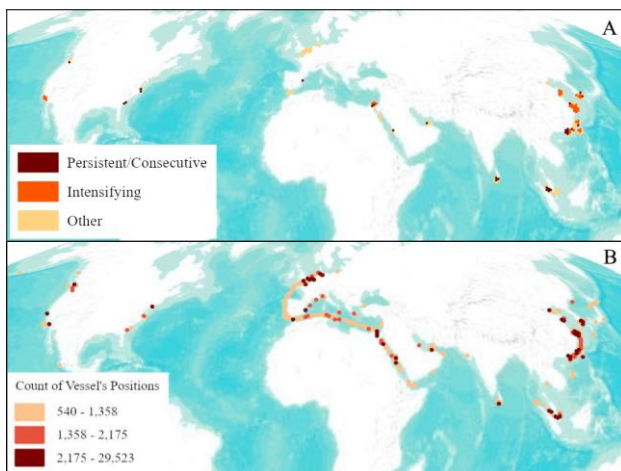 A
Persistent/Consecutive
Intensifying
Other
B
Count of Vessel's Positions
540 - 1,358
1,358 - 2,175
2,175 - 29,523